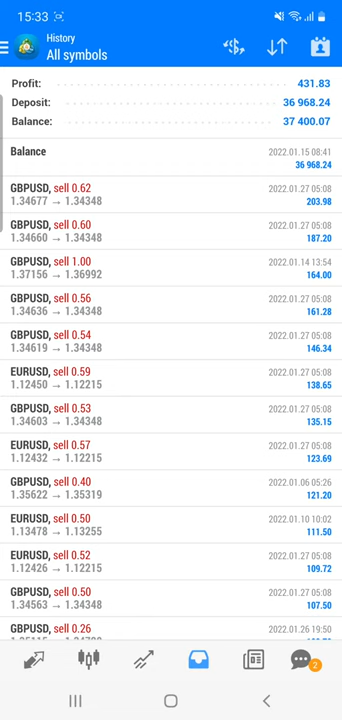 15:33
History
All symbols
Profit: 431.83
Deposit: 36 968.24
Balance: 37 400.07
Balance 2022.01.15 08:41
36 968.24
GBPUSD, sell 0.62 2022.01.27 05:08
1.34677 → 1.34348 203.98
GBPUSD, sell 0.60 2022.01.27 05:08
1.34660 → 1.34348 187.20
GBPUSD, sell 1.00 2022.01.14 13:54
1.37156 → 1.36992 164.00
GBPUSD, sell 0.56 2022.01.27 05:08
1.34636 → 1.34348 161.28
GBPUSD, sell 0.54 2022.01.27 05:08
1.34619 → 1.34348 146.34
EURUSD, sell 0.59 2022.01.27 05:08
1.12450 → 1.12215 138.65
GBPUSD, sell 0.53 2022.01.27 05:08
1.34603 → 1.34348 135.15
EURUSD, sell 0.57 2022.01.27 05:08
1.12432 → 1.12215 123.69
GBPUSD, sell 0.40 2022.01.06 05:26
1.35622 → 1.35319 121.20
EURUSD, sell 0.50 2022.01.10 10:02
1.13478 → 1.13255 111.50
EURUSD, sell 0.52 2022.01.27 05:08
1.12426 → 1.12215 109.72
GBPUSD, sell 0.50 2022.01.27 05:08
1.34563 → 1.34348 107.50
GBPUSD, sell 0.26 2022.01.26 19:50
2